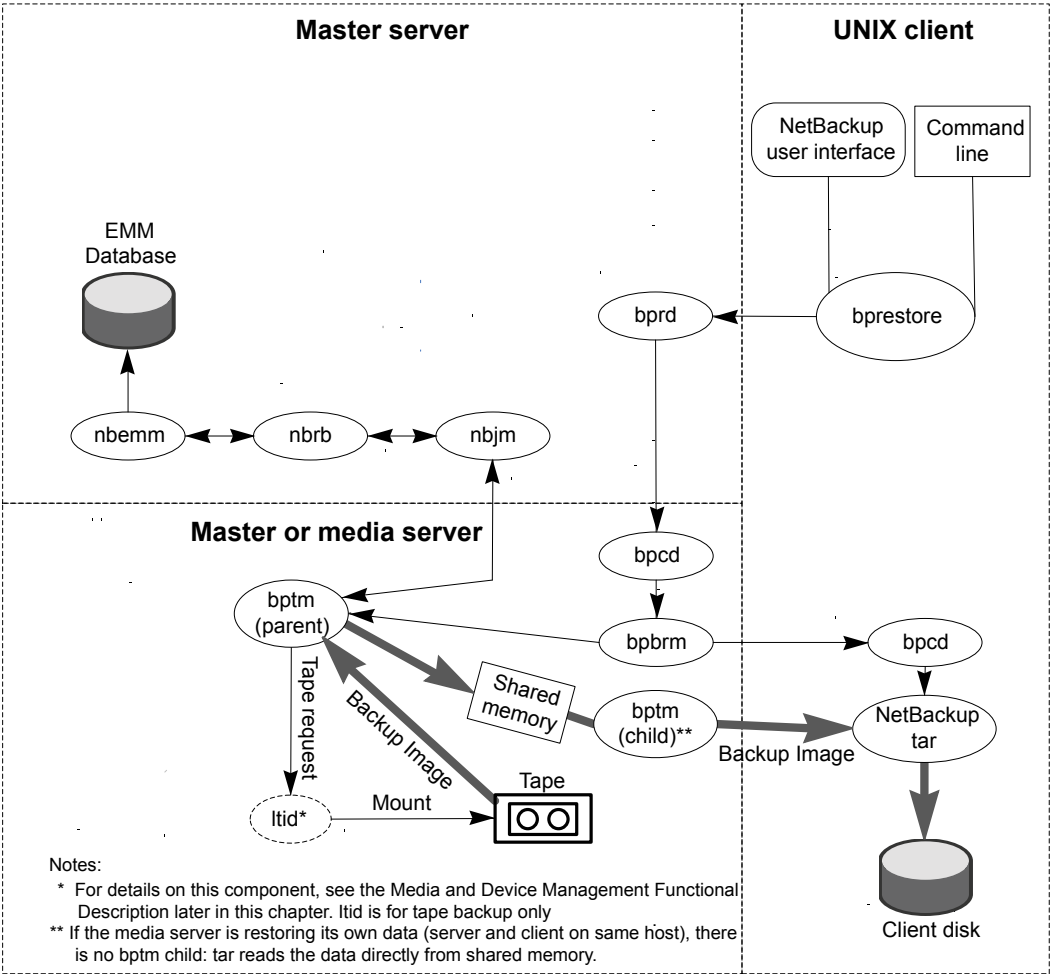 Master server
UNIX client
NetBackup
user interface
Command
line
EMM
Database
bprd
bprestore
nbemm
nbrb
nbjm
Master or media server
bpcd
bptm
(parent)
bpbrm
bpcd
Tape request
Backup Image
Shared
memory
bptm
(child)**
Backup Image
NetBackup
tar
ltid*
Mount
Tape
Client disk
Notes:
* For details on this component, see the Media and Device Management Functional
Description later in this chapter. ltid is for tape backup only
** If the media server is restoring its own data (server and client on same host), there
is no bptm child: tar reads the data directly from shared memory.